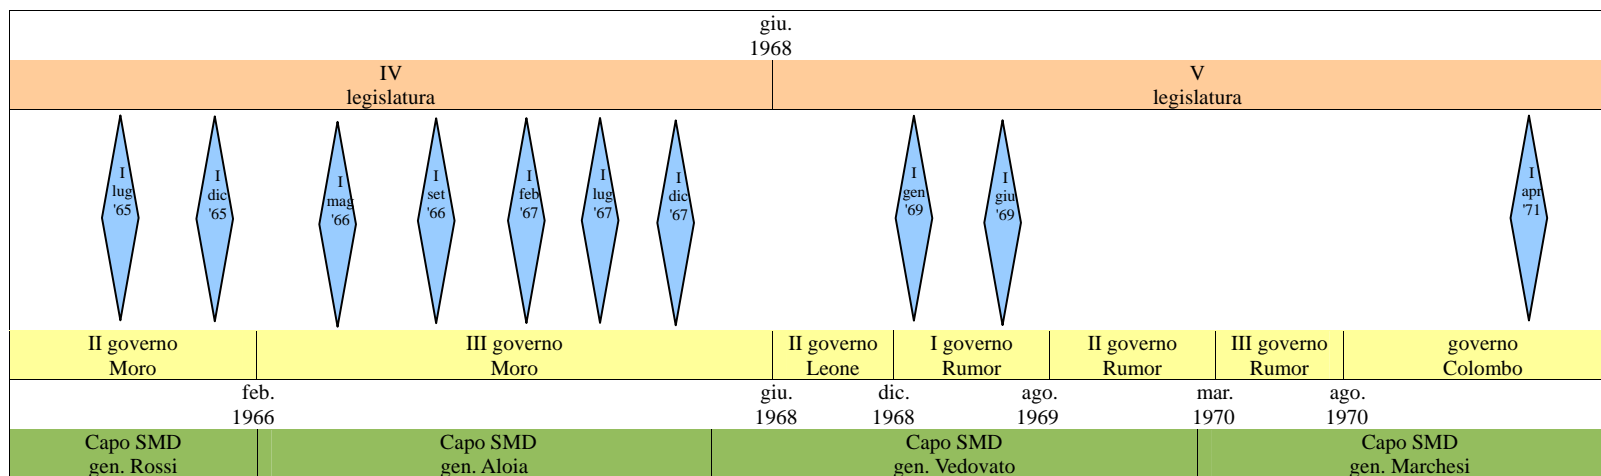 giu.
1968
IV
legislatura
V
legislatura
I
lug
'65
I
dic
'65
I
mag
'66
I
set
'66
I
feb
'67
I
lug
'67
I
dic
'67
I
gen
'69
I
giu
'69
I
apr
'71
II governo
Moro
III governo
Moro
II governo
Leone
I governo
Rumor
II governo
Rumor
III governo
Rumor
governo
Colombo
feb.
1966
giu.
1968
dic.
1968
ago.
1969
mar.
1970
ago.
1970
Capo SMD
gen. Rossi
Capo SMD
gen. Aloia
Capo SMD
gen. Vedovato
Capo SMD
gen. Marchesi